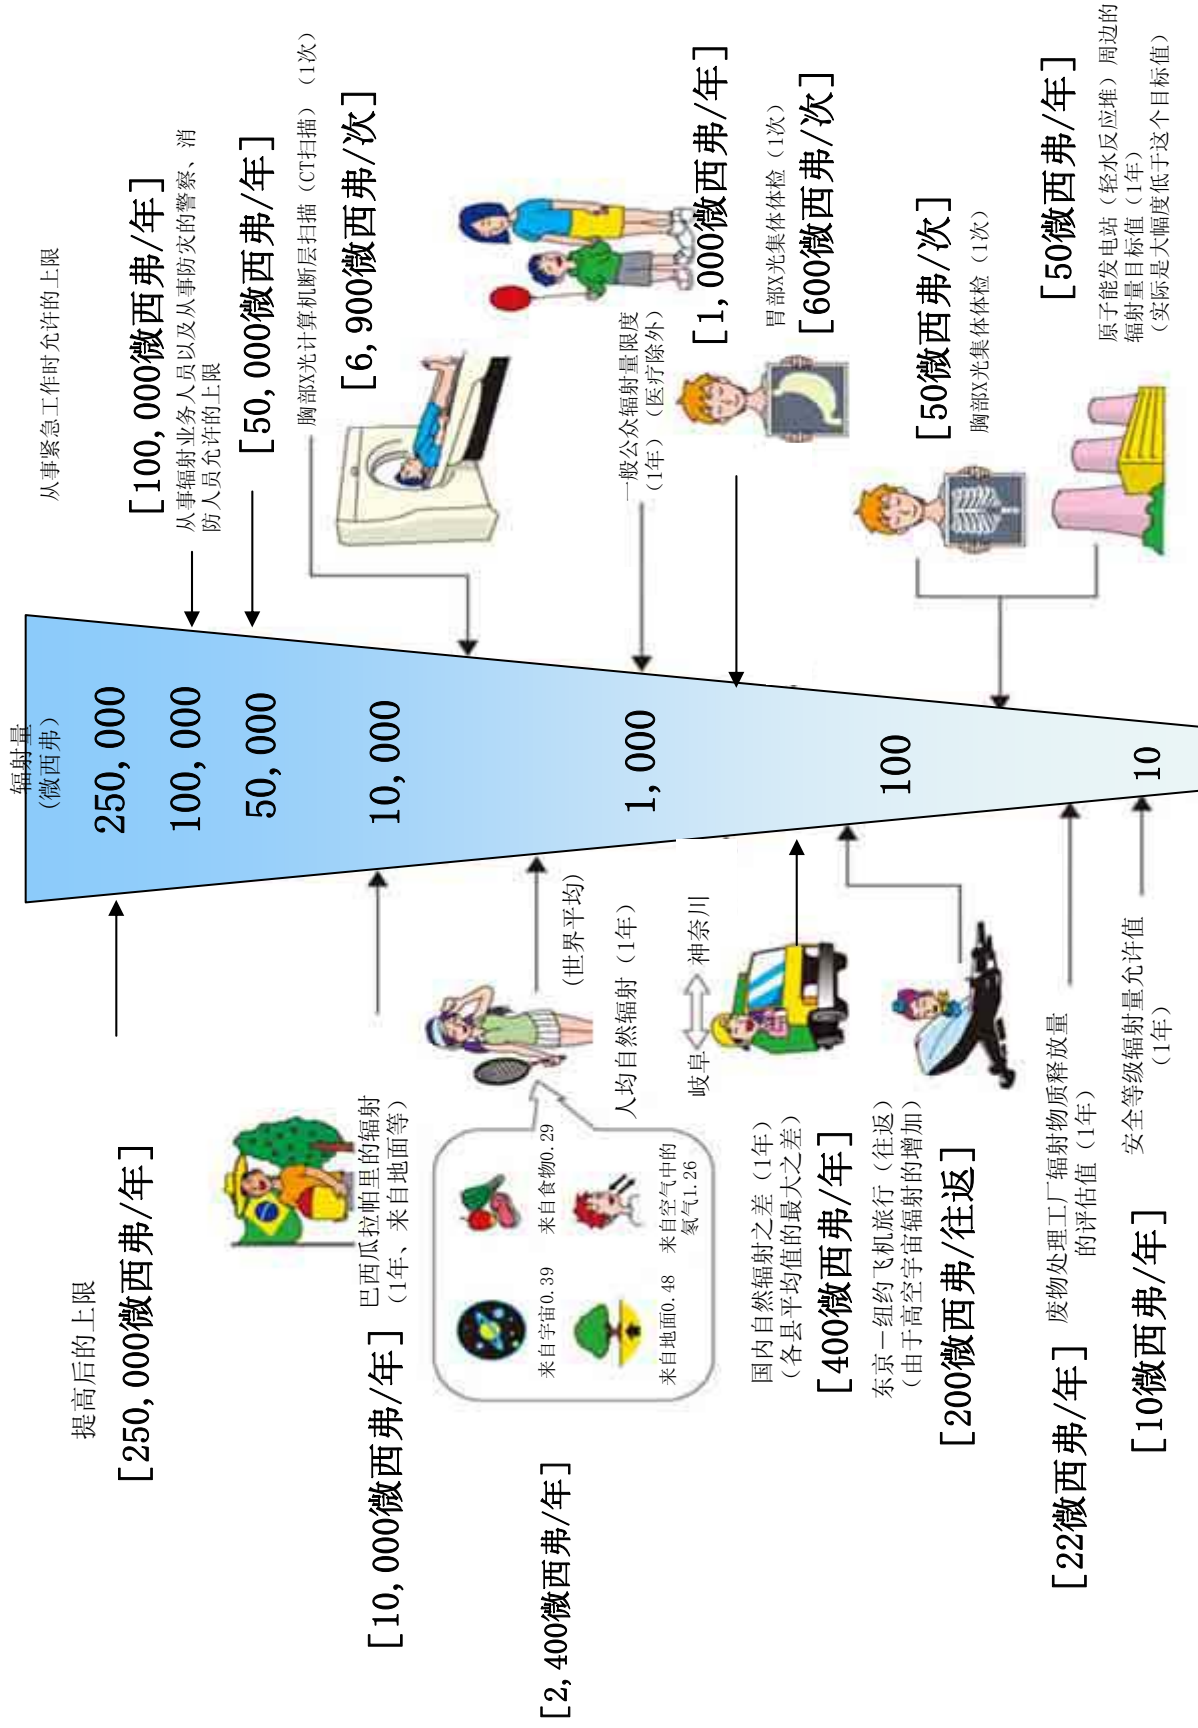 辐射量
(微西弗)
250,000
100,000
50,000
10,000
1,000
100
10
从事紧急工作时允许的上限
[100,000微西弗/年]
从事辐射业务人员以及从事防灾的警察、消
防人员允许的上限
[50,000微西弗/年]
胸部X光计算机断层扫描（CT扫描）（1次）
[6,900微西弗/次]
一般公众辐射量限度
（1年）（医疗除外）
[1,000微西弗/年]
胃部X光集体体检（1次）
[600微西弗/次]
[50微西弗/次]
胸部X光集体体检（1次）
[50微西弗/年]
原子能发电站（轻水反应堆）周边的
辐射量目标值（1年）
（实际是大幅度低于这个目标值）
提高后的上限
[250,000微西弗/年]
巴西瓜拉帕里的辐射
（1年、来自地面等）
[10,000微西弗/年]
(世界平均)
人均自然辐射（1年）
来自宇宙0.39
来自食物0.29
来自地面0.48
来自空气中的
氡气1.26
[2,400微西弗/年]
岐阜
神奈川
国内自然辐射之差（1年）
（各县平均值的最大之差）
[400微西弗/年]
东京－纽约飞机旅行（往返）
（由于高空宇宙辐射的增加）
[200微西弗/往返]
废物处理工厂辐射物质释放量
的评估值（1年）
[22微西弗/年]
安全等级辐射量允许值
（1年）
[10微西弗/年]